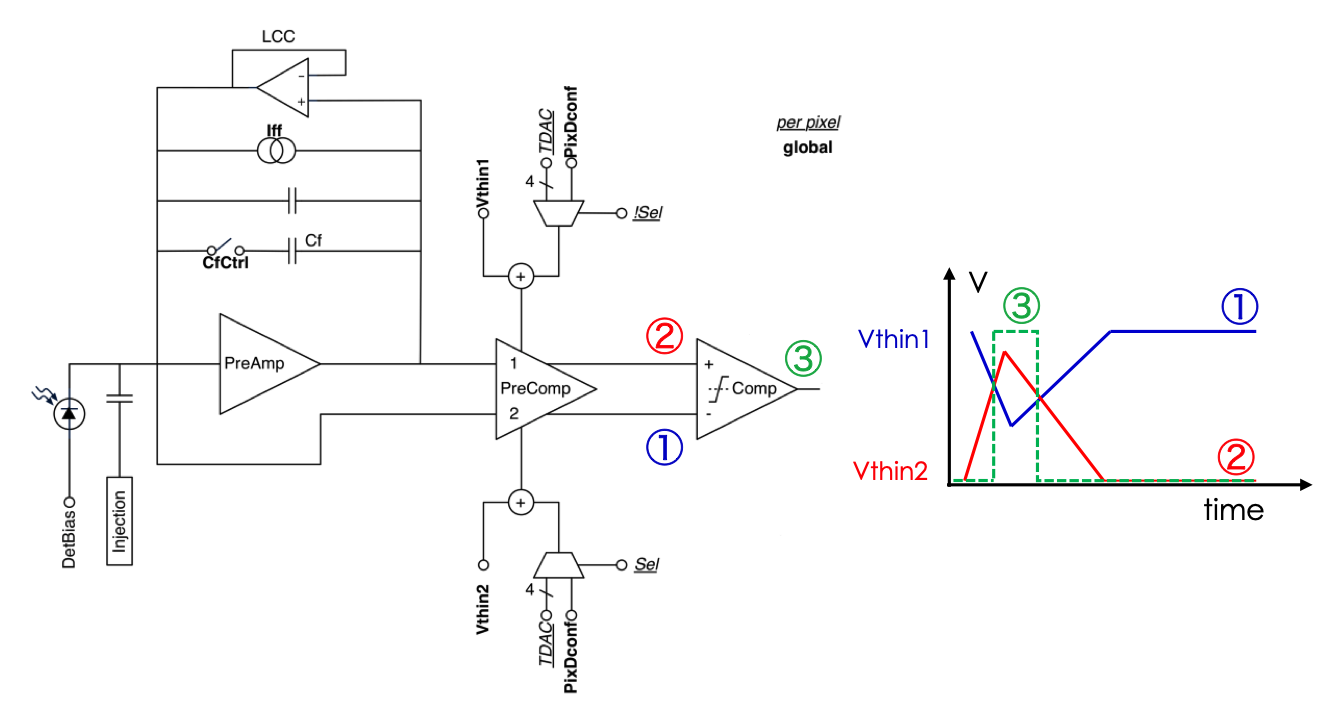 LCC
-
+
Iff
Cf
CfCtrl
PreAmp
DetBias
Injection
Vthin1
TDAC
PixDconf
4
!Sel
+
per pixel
global
1
PreComp
2
②
①
+
Comp
-
③
+
Vthin2
4
TDAC
PixDconf
Sel
V
③
①
Vthin1
Vthin2
②
time